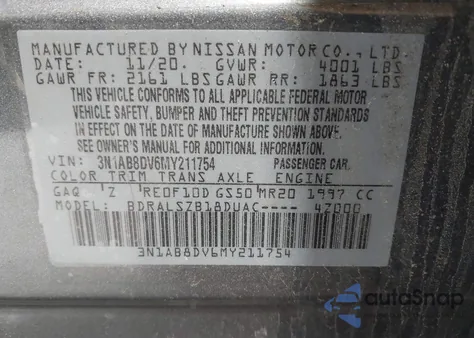 MANUFACTURED BY NISSAN MOTOR CO., LTD.
DATE: 11/20. GVWR: 4001 LBS
GAWR FR: 2161 LBS GAWR RR: 1863 LBS
THIS VEHICLE CONFORMS TO ALL APPLICABLE FEDERAL MOTOR
VEHICLE SAFETY, BUMPER AND THEFT PREVENTION STANDARDS
IN EFFECT ON THE DATE OF MANUFACTURE SHOWN ABOVE.
SEE OWNER'S MANUAL FOR ADDITIONAL INFORMATION.
VIN: 3N1AB8DV6MY211754 PASSENGER CAR
COLOR TRIM TRANS AXLE ENGINE
GAQ Z RE0F10D GS50 MR20 1997 CC
MODEL: BDRALSZB18DUAC---- 4Z000
3N1AB8DV6MY211754
autoSnap